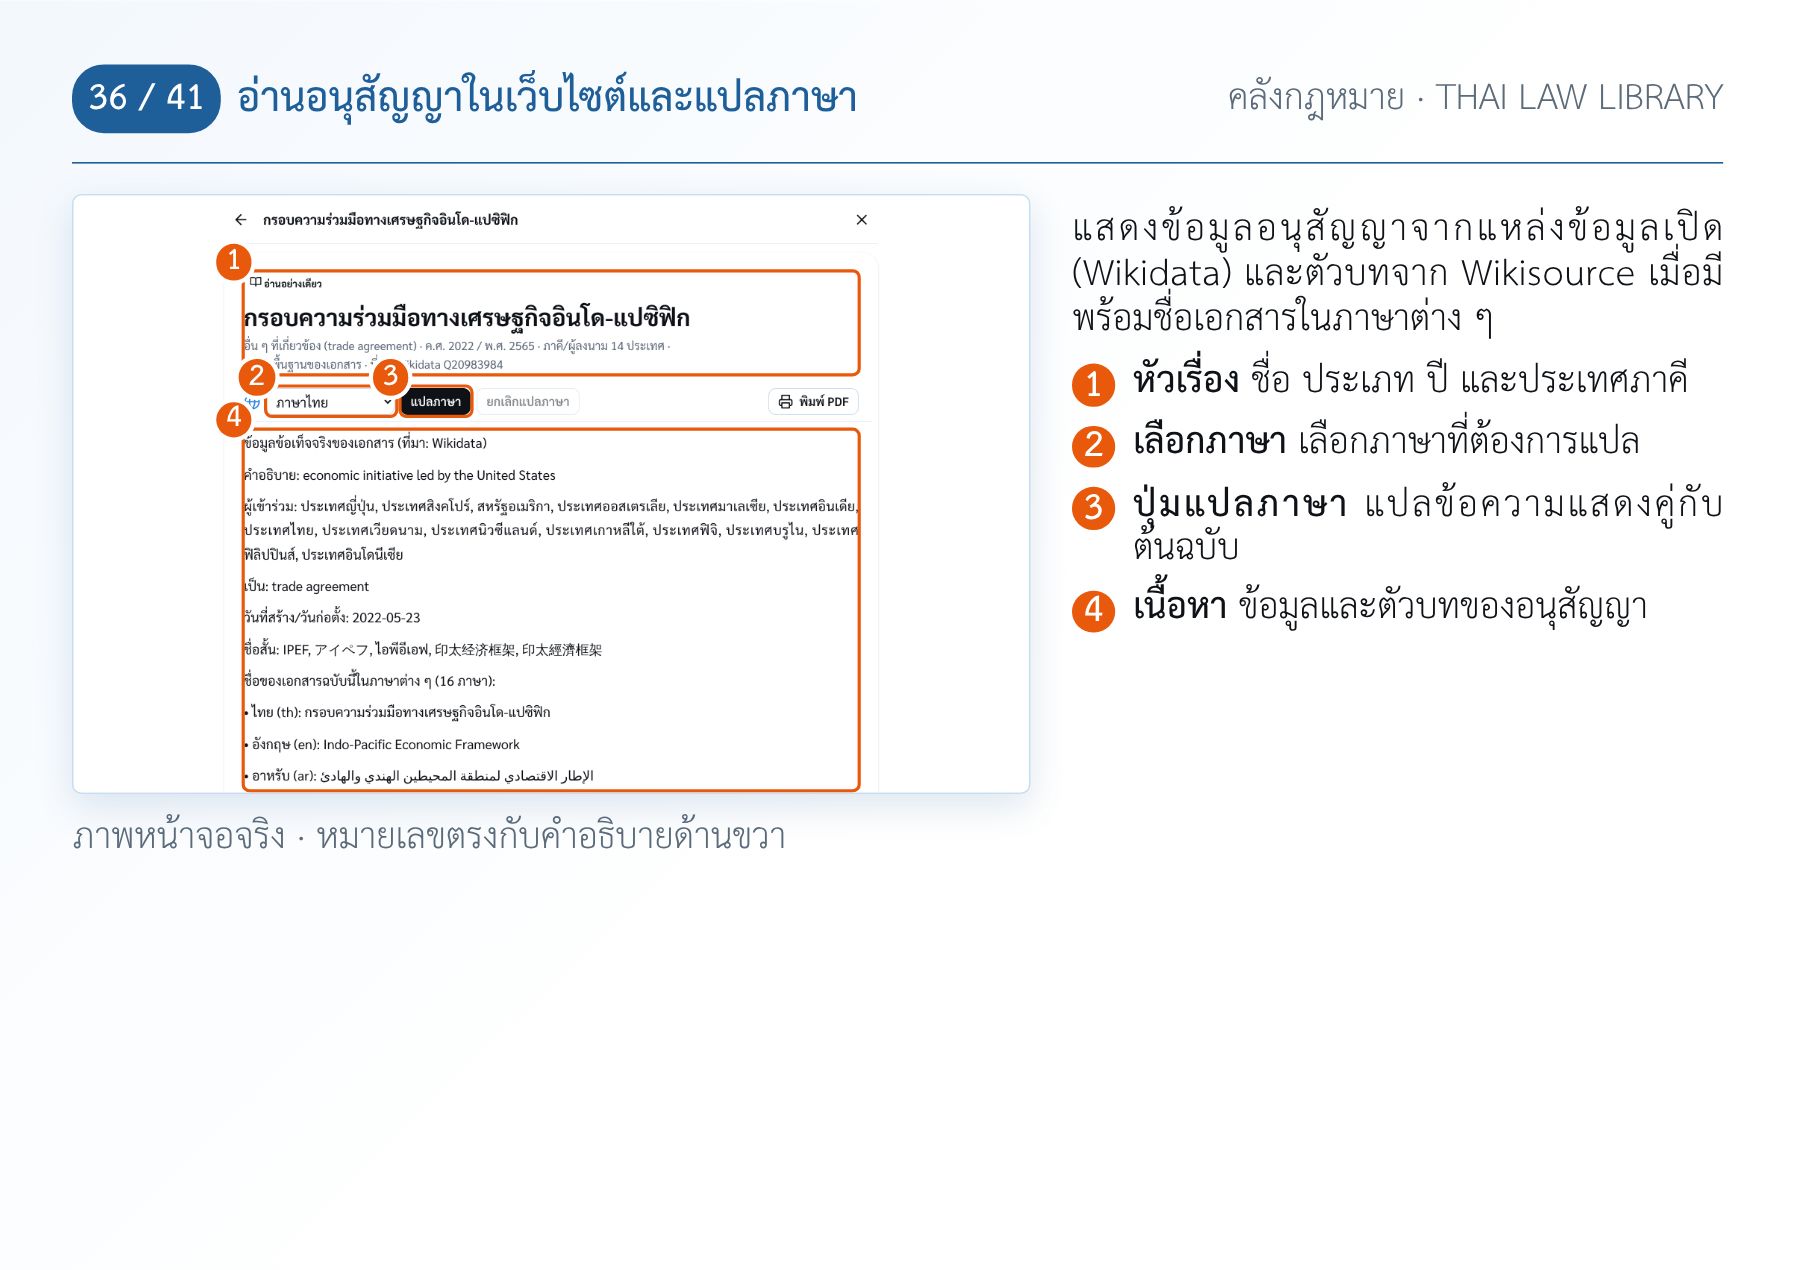 36 / 41 อ่านอนุสัญญาในเว็บไซต์และแปลภาษา
คลังกฎหมาย · THAI LAW LIBRARY
กรอบความร่วมมือทางเศรษฐกิจอินโด-แปซิฟิก
1
อ่านอย่างเดียว
กรอบความร่วมมือทางเศรษฐกิจอินโด-แปซิฟิก
อื่น ๆ ที่เกี่ยวข้อง (trade agreement) · ค.ศ. 2022 / พ.ศ. 2565 · ภาคี/ผู้ลงนาม 14 ประเทศ ·
พื้นฐานของเอกสาร · kidata Q20983984
2 3
ภาษาไทย แปลภาษา ยกเลิกแปลภาษา พิมพ์ PDF
4
ข้อมูลข้อเท็จจริงของเอกสาร (ที่มา: Wikidata)
คำอธิบาย: economic initiative led by the United States
ผู้เข้าร่วม: ประเทศญี่ปุ่น, ประเทศสิงคโปร์, สหรัฐอเมริกา, ประเทศออสเตรเลีย, ประเทศมาเลเซีย, ประเทศอินเดีย,
ประเทศไทย, ประเทศเวียดนาม, ประเทศนิวซีแลนด์, ประเทศเกาหลีใต้, ประเทศฟิจิ, ประเทศบรูไน, ประเทศ
ฟิลิปปินส์, ประเทศอินโดนีเซีย
เป็น: trade agreement
วันที่สร้าง/วันก่อตั้ง: 2022-05-23
ชื่อสั้น: IPEF, アイペフ, ไอพีอีเอฟ, 印太经济框架, 印太經濟框架
ชื่อของเอกสารฉบับนี้ในภาษาต่าง ๆ (16 ภาษา):
• ไทย (th): กรอบความร่วมมือทางเศรษฐกิจอินโด-แปซิฟิก
• อังกฤษ (en): Indo-Pacific Economic Framework
• อาหรับ (ar): الإطار الاقتصادي لمنطقة المحيطين الهندي والهادئ
ภาพหน้าจอจริง · หมายเลขตรงกับคำอธิบายด้านขวา
แสดงข้อมูลอนุสัญญาจากแหล่งข้อมูลเปิด
(Wikidata) และตัวบทจาก Wikisource เมื่อมี
พร้อมชื่อเอกสารในภาษาต่าง ๆ
1 หัวเรื่อง ชื่อ ประเภท ปี และประเทศภาคี
2 เลือกภาษา เลือกภาษาที่ต้องการแปล
3 ปุ่มแปลภาษา แปลข้อความแสดงคู่กับ
ต้นฉบับ
4 เนื้อหา ข้อมูลและตัวบทของอนุสัญญา